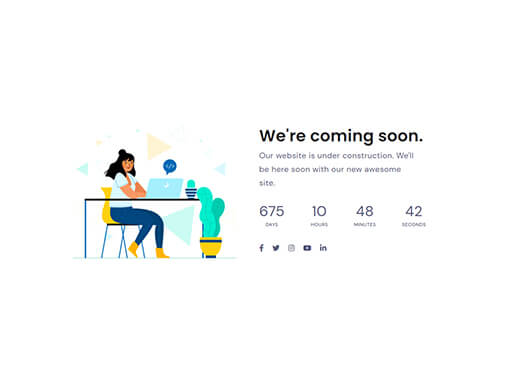 </>
We're coming soon.
Our website is under construction. We'll
be here soon with our new awesome
site.
675 10 48 42
DAYS HOURS MINUTES SECONDS